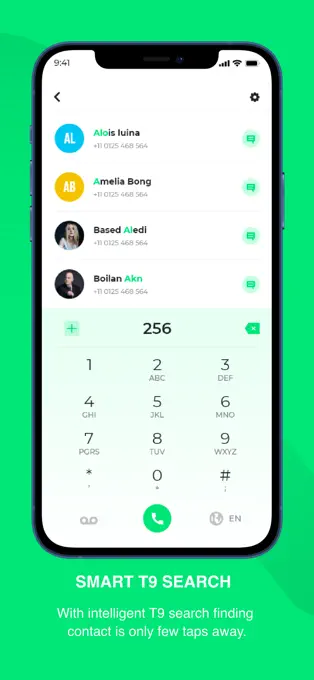 9:41
AL
Alois luina
+11 0125 468 564
AB
Amelia Bong
+11 0125 468 564
Based Aledi
+11 0125 468 564
Boilan Akn
+11 0125 468 564
256
1 2 3
ABC DEF
4 5 6
GHI JKL MNO
7 8 9
PGRS TUV WXYZ
* 0 #
EN
SMART T9 SEARCH
With intelligent T9 search finding
contact is only few taps away.